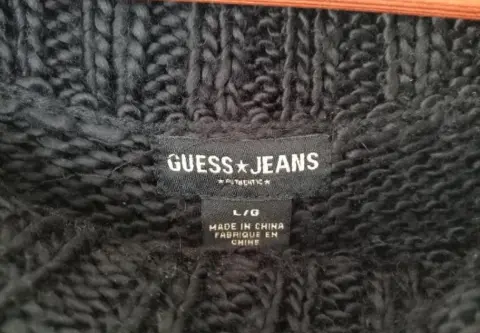 GUESS★JEANS
★ AUTHENTIC ★
L/G
MADE IN CHINA
FABRIQUE EN
CHINE